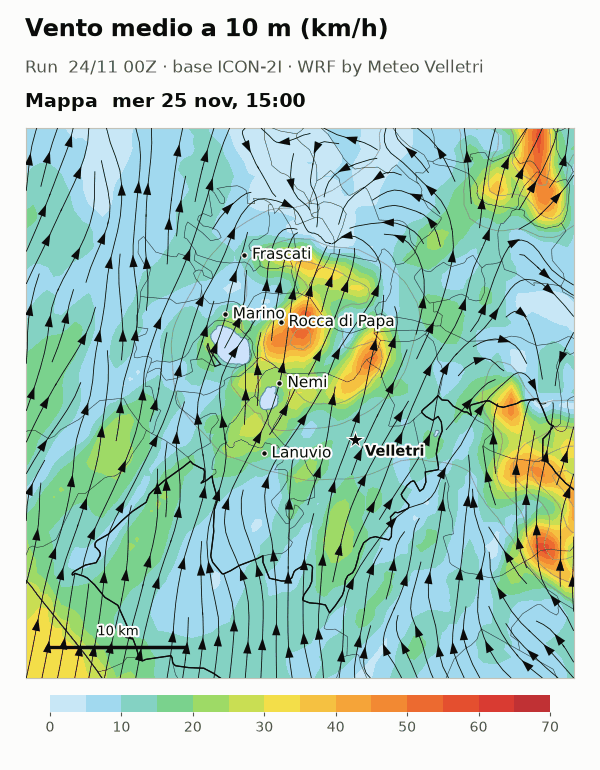 Vento medio a 10 m (km/h)
Run 24/11 00Z · base ICON-2I · WRF by Meteo Velletri
Mappa mer 25 nov, 15:00
Frascati
Marino
Rocca di Papa
Nemi
Velletri
Lanuvio
10 km
0 10 20 30 40 50 60 70